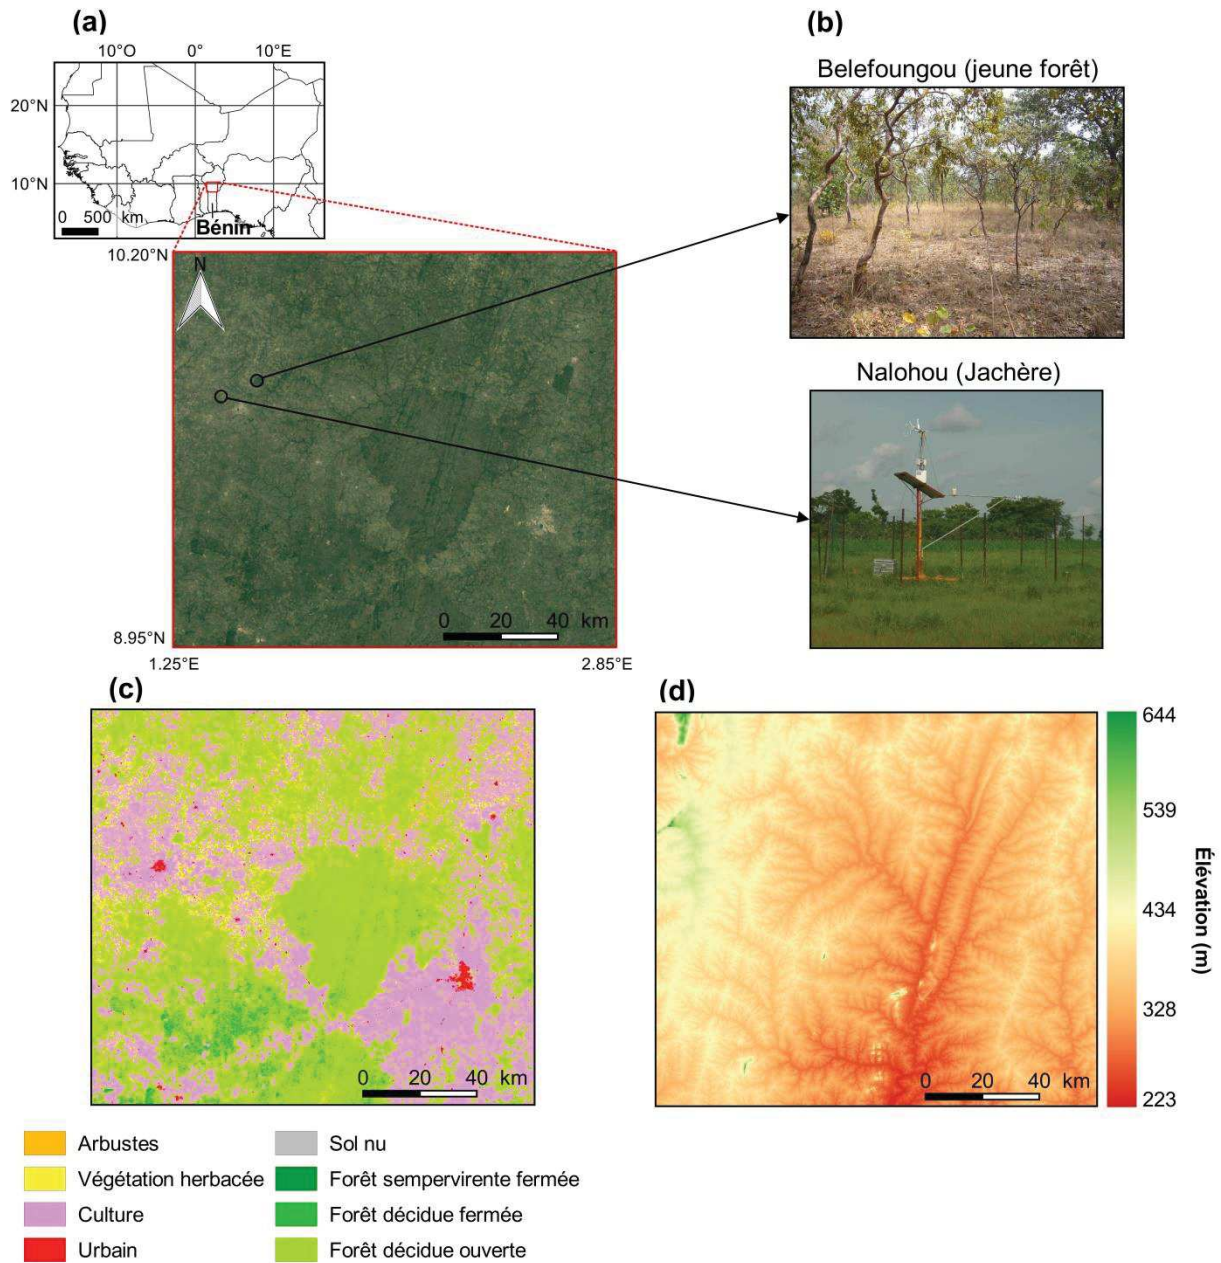 (a)
10°O 0° 10°E
20°N
10°N
0 500 km
Bénin
10.20°N
N
8.95°N
0 20 40 km
1.25°E 2.85°E
(b)
Belefoungou (jeune forêt)
Nalohou (Jachère)
(c)
0 20 40 km
(d)
0 20 40 km
644
539
434
328
223
Élévation (m)
Arbustes
Végétation herbacée
Culture
Urbain
Sol nu
Forêt sempervirente fermée
Forêt décidue fermée
Forêt décidue ouverte